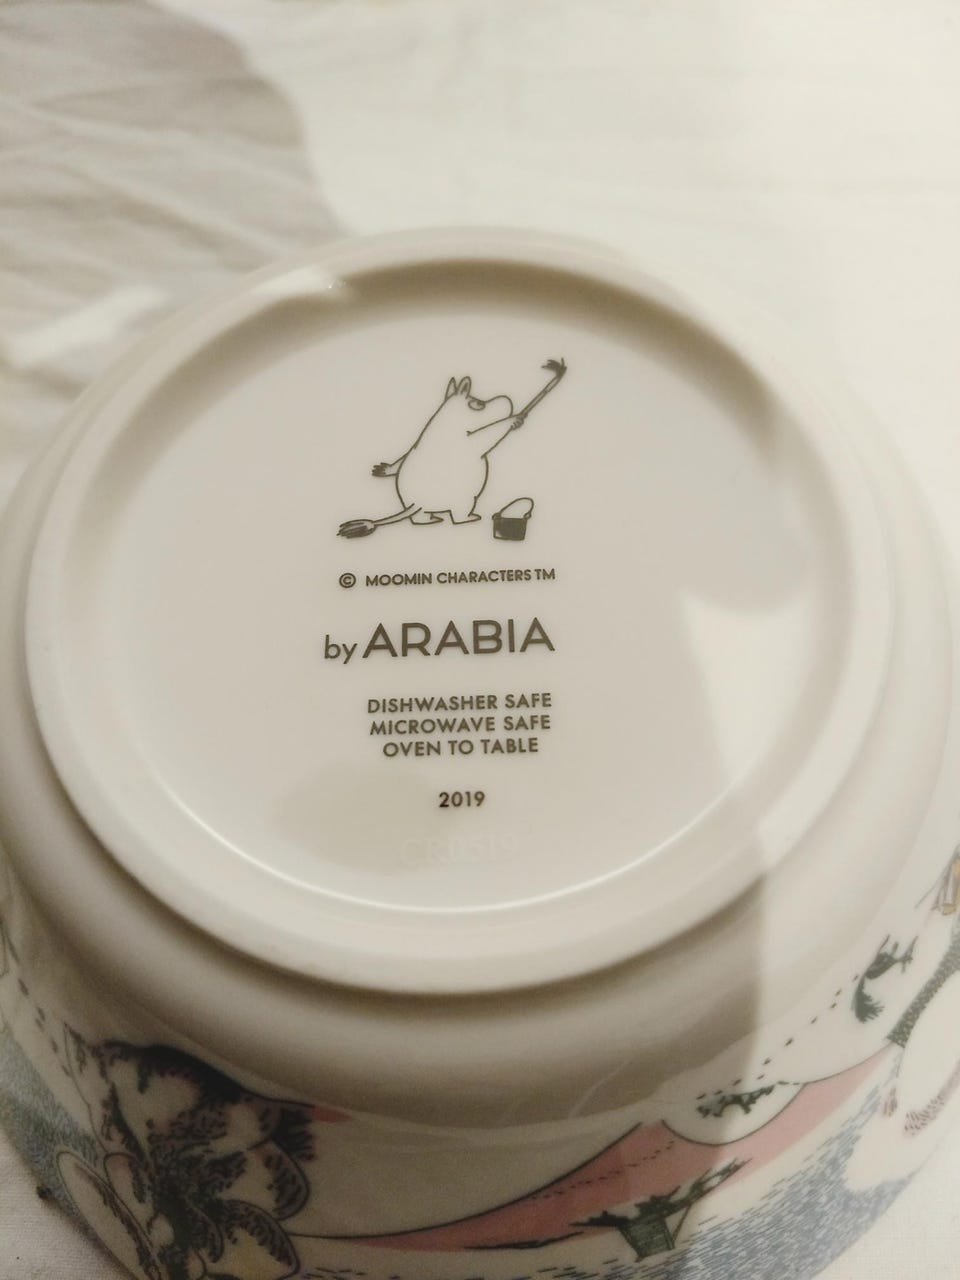 © MOOMIN CHARACTERS TM
by ARABIA
DISHWASHER SAFE
MICROWAVE SAFE
OVEN TO TABLE
2019